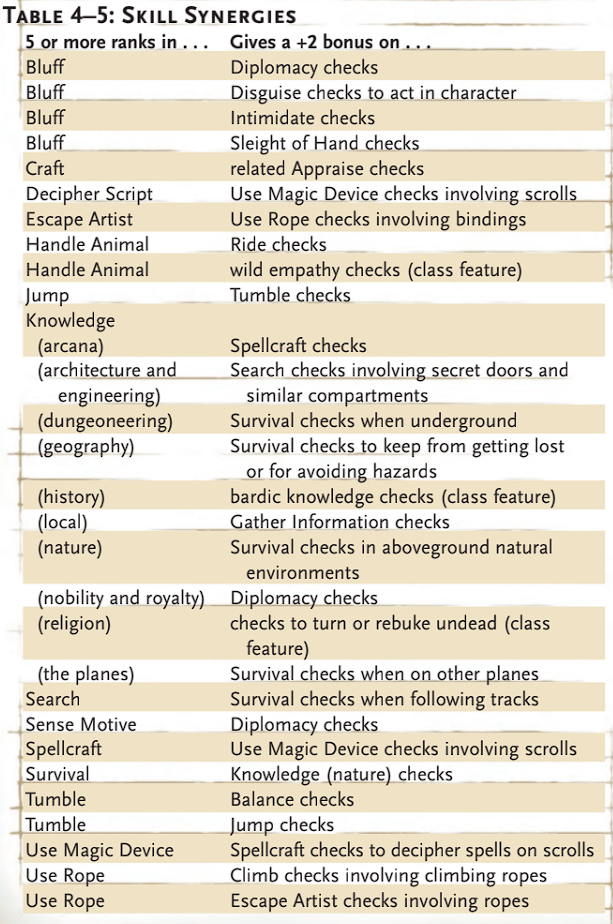 TABLE 4–5: SKILL SYNERGIES
5 or more ranks in . . . Gives a +2 bonus on . . .
Bluff Diplomacy checks
Bluff Disguise checks to act in character
Bluff Intimidate checks
Bluff Sleight of Hand checks
Craft related Appraise checks
Decipher Script Use Magic Device checks involving scrolls
Escape Artist Use Rope checks involving bindings
Handle Animal Ride checks
Handle Animal wild empathy checks (class feature)
Jump Tumble checks
Knowledge
(arcana) Spellcraft checks
(architecture and Search checks involving secret doors and
engineering) similar compartments
(dungeoneering) Survival checks when underground
(geography) Survival checks to keep from getting lost
or for avoiding hazards
(history) bardic knowledge checks (class feature)
(local) Gather Information checks
(nature) Survival checks in aboveground natural
environments
(nobility and royalty) Diplomacy checks
(religion) checks to turn or rebuke undead (class
feature)
(the planes) Survival checks when on other planes
Search Survival checks when following tracks
Sense Motive Diplomacy checks
Spellcraft Use Magic Device checks involving scrolls
Survival Knowledge (nature) checks
Tumble Balance checks
Tumble Jump checks
Use Magic Device Spellcraft checks to decipher spells on scrolls
Use Rope Climb checks involving climbing ropes
Use Rope Escape Artist checks involving ropes